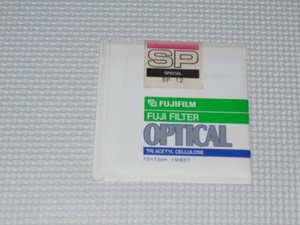 SP
SPECIAL
SP 12
FUJIFILM
FUJI FILTER
OPTICAL
TRI ACETYL CELLULOSE
7.5×7.5cm 1SHEET